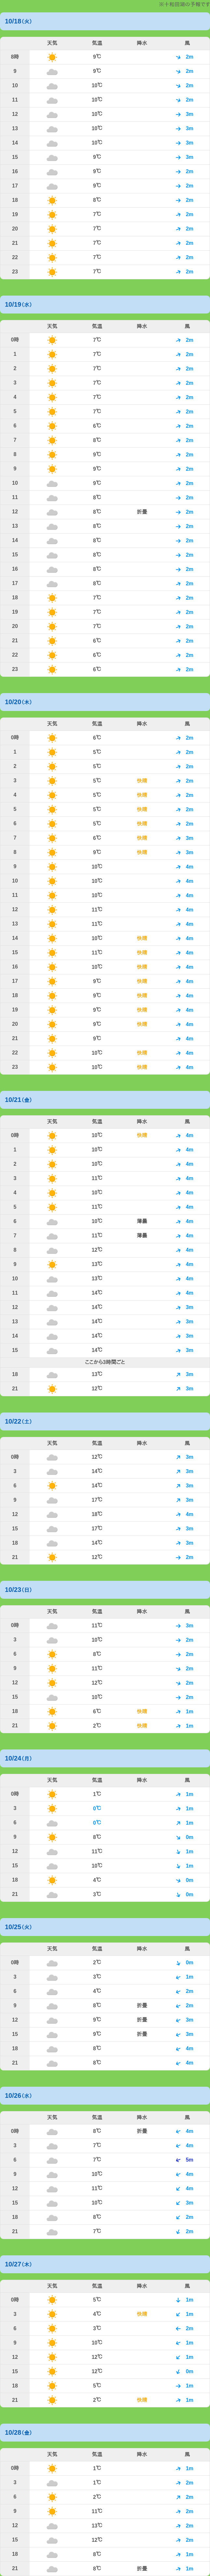 ※十和田湖の予報です
10/18(火)
天気 気温 降水 風
8時 9℃ 2m
9 9℃ 2m
10 10℃ 2m
11 10℃ 2m
12 10℃ 3m
13 10℃ 3m
14 10℃ 3m
15 9℃ 3m
16 9℃ 2m
17 9℃ 2m
18 8℃ 2m
19 7℃ 2m
20 7℃ 2m
21 7℃ 2m
22 7℃ 2m
23 7℃ 2m
10/19(水)
天気 気温 降水 風
0時 7℃ 2m
1 7℃ 2m
2 7℃ 2m
3 7℃ 2m
4 7℃ 2m
5 7℃ 2m
6 6℃ 2m
7 8℃ 2m
8 9℃ 2m
9 9℃ 2m
10 9℃ 2m
11 8℃ 2m
12 8℃ 折畳 2m
13 8℃ 2m
14 8℃ 2m
15 8℃ 2m
16 8℃ 2m
17 8℃ 2m
18 7℃ 2m
19 7℃ 2m
20 7℃ 2m
21 6℃ 2m
22 6℃ 2m
23 6℃ 2m
10/20(木)
天気 気温 降水 風
0時 6℃ 2m
1 5℃ 2m
2 5℃ 2m
3 5℃ 快晴 2m
4 5℃ 快晴 2m
5 5℃ 快晴 2m
6 5℃ 快晴 2m
7 6℃ 快晴 3m
8 9℃ 快晴 3m
9 10℃ 4m
10 10℃ 4m
11 10℃ 4m
12 11℃ 4m
13 11℃ 4m
14 10℃ 快晴 4m
15 11℃ 快晴 4m
16 10℃ 快晴 4m
17 9℃ 快晴 4m
18 9℃ 快晴 4m
19 9℃ 快晴 4m
20 9℃ 快晴 4m
21 9℃ 4m
22 10℃ 快晴 4m
23 10℃ 快晴 4m
10/21(金)
天気 気温 降水 風
0時 10℃ 快晴 4m
1 10℃ 4m
2 10℃ 4m
3 11℃ 4m
4 10℃ 4m
5 11℃ 4m
6 10℃ 薄曇 4m
7 11℃ 薄曇 4m
8 12℃ 4m
9 13℃ 4m
10 13℃ 4m
11 14℃ 4m
12 14℃ 3m
13 14℃ 3m
14 14℃ 3m
15 14℃ 3m
ここから3時間ごと
18 13℃ 3m
21 12℃ 3m
10/22(土)
天気 気温 降水 風
0時 12℃ 3m
3 14℃ 3m
6 14℃ 3m
9 17℃ 3m
12 18℃ 4m
15 17℃ 3m
18 14℃ 3m
21 12℃ 2m
10/23(日)
天気 気温 降水 風
0時 11℃ 3m
3 10℃ 2m
6 8℃ 2m
9 11℃ 2m
12 12℃ 2m
15 10℃ 2m
18 6℃ 快晴 1m
21 2℃ 快晴 1m
10/24(月)
天気 気温 降水 風
0時 1℃ 1m
3 0℃ 1m
6 0℃ 1m
9 8℃ 0m
12 11℃ 1m
15 10℃ 1m
18 4℃ 0m
21 3℃ 0m
10/25(火)
天気 気温 降水 風
0時 2℃ 0m
3 3℃ 1m
6 4℃ 2m
9 8℃ 折畳 2m
12 9℃ 折畳 3m
15 9℃ 折畳 3m
18 8℃ 4m
21 8℃ 4m
10/26(水)
天気 気温 降水 風
0時 8℃ 折畳 4m
3 7℃ 4m
6 7℃ 5m
9 10℃ 4m
12 11℃ 4m
15 10℃ 3m
18 8℃ 2m
21 7℃ 2m
10/27(木)
天気 気温 降水 風
0時 5℃ 1m
3 4℃ 快晴 1m
6 3℃ 2m
9 10℃ 1m
12 12℃ 1m
15 12℃ 0m
18 5℃ 1m
21 2℃ 快晴 1m
10/28(金)
天気 気温 降水 風
0時 1℃ 1m
3 1℃ 2m
6 2℃ 2m
9 11℃ 2m
12 13℃ 2m
15 12℃ 2m
18 8℃ 1m
21 8℃ 折畳 1m